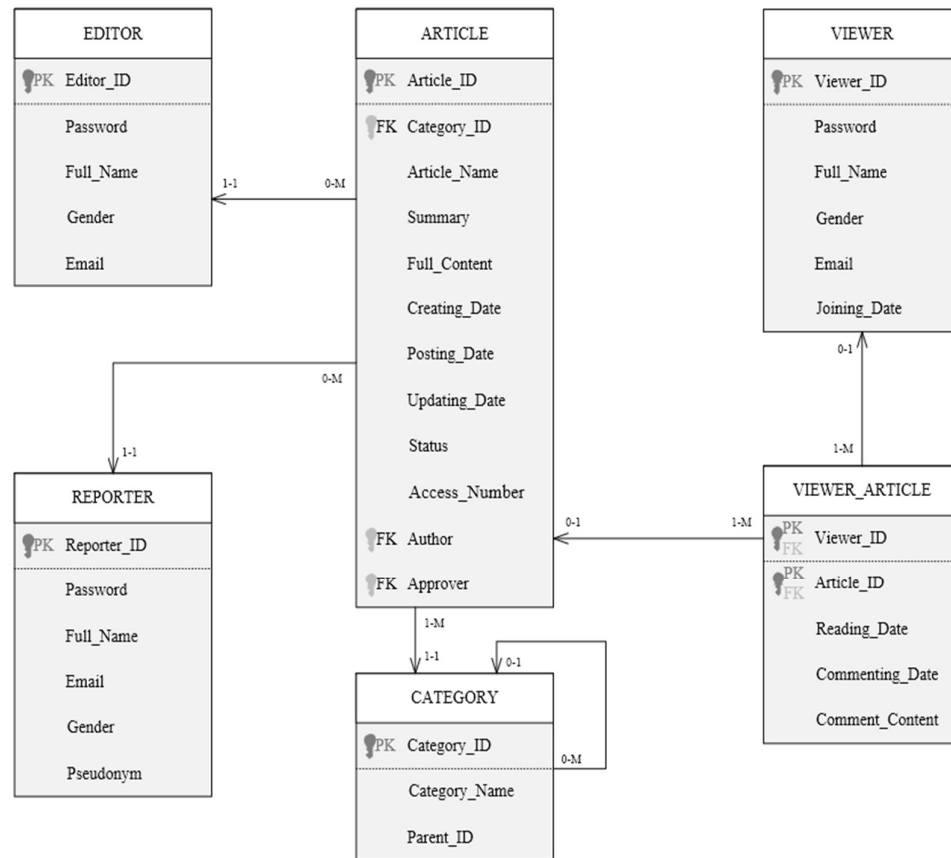 EDITOR
PK Editor_ID
Password
Full_Name
Gender
Email
1-1
0-M
ARTICLE
PK Article_ID
FK Category_ID
Article_Name
Summary
Full_Content
Creating_Date
Posting_Date
Updating_Date
Status
Access_Number
FK Author
FK Approver
VIEWER
PK Viewer_ID
Password
Full_Name
Gender
Email
Joining_Date
0-1
1-M
0-M
1-1
REPORTER
PK Reporter_ID
Password
Full_Name
Email
Gender
Pseudonym
0-1
1-M
VIEWER_ARTICLE
PK
FK Viewer_ID
PK
FK Article_ID
Reading_Date
Commenting_Date
Comment_Content
1-M
1-1
0-1
0-M
CATEGORY
PK Category_ID
Category_Name
Parent_ID